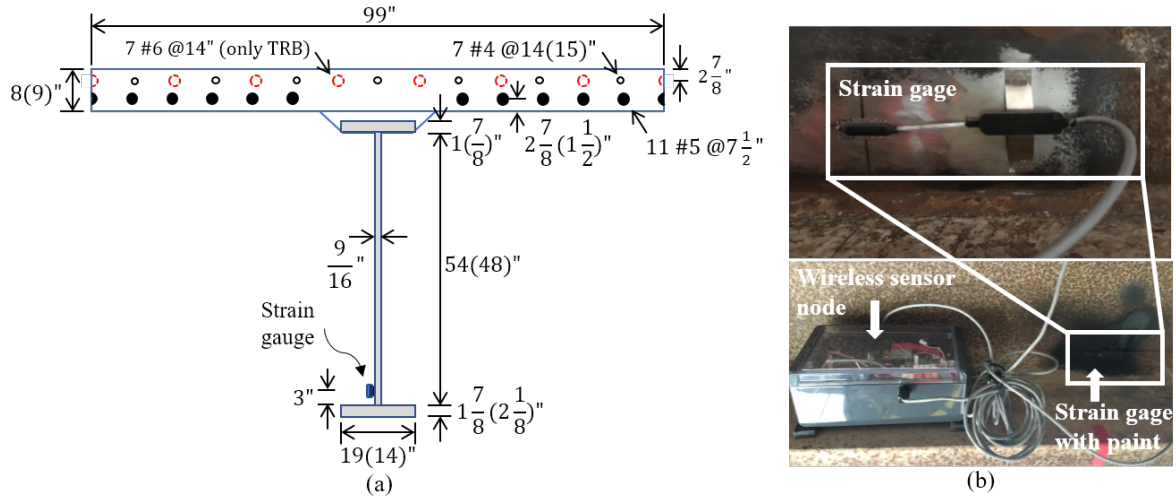 99"
7 #6 @14" (only TRB)
7 #4 @14(15)"
2 7/8"
8(9)"
1(7/8)"
2 7/8 (1 1/2)"
11 #5 @7 1/2"
9/16"
54(48)"
Strain
gauge
3"
1 7/8 (2 1/8)"
19(14)"
(a)
Strain gage
Wireless sensor
node
Strain gage
with paint
(b)